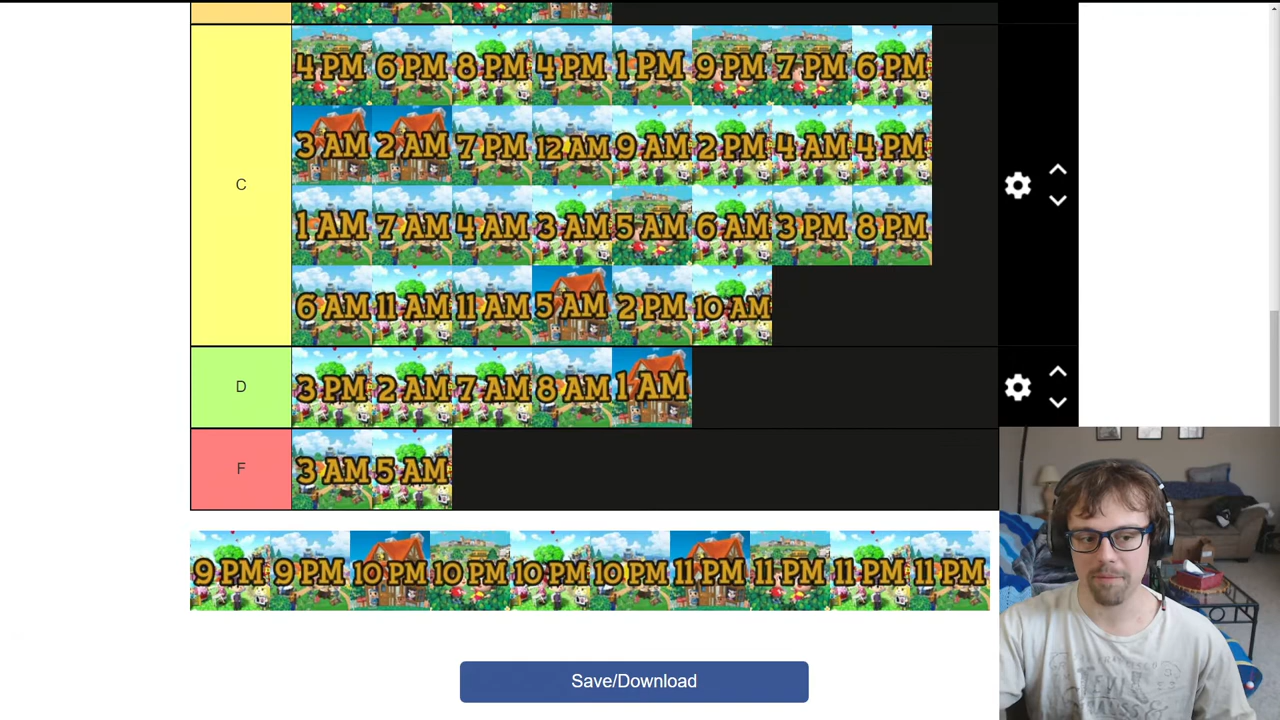 C
4 PM 6 PM 8 PM 4 PM 1 PM 9 PM 7 PM 6 PM
3 AM 2 AM 7 PM 12 AM 9 AM 2 PM 4 AM 4 PM
1 AM 7 AM 4 AM 3 AM 5 AM 6 AM 3 PM 8 PM
6 AM 11 AM 11 AM 5 AM 2 PM 10 AM
D
3 PM 2 AM 7 AM 8 AM 1 AM
F
3 AM 5 AM
9 PM 9 PM 10 PM 10 PM 10 PM 10 PM 11 PM 11 PM 11 PM 11 PM
Save/Download